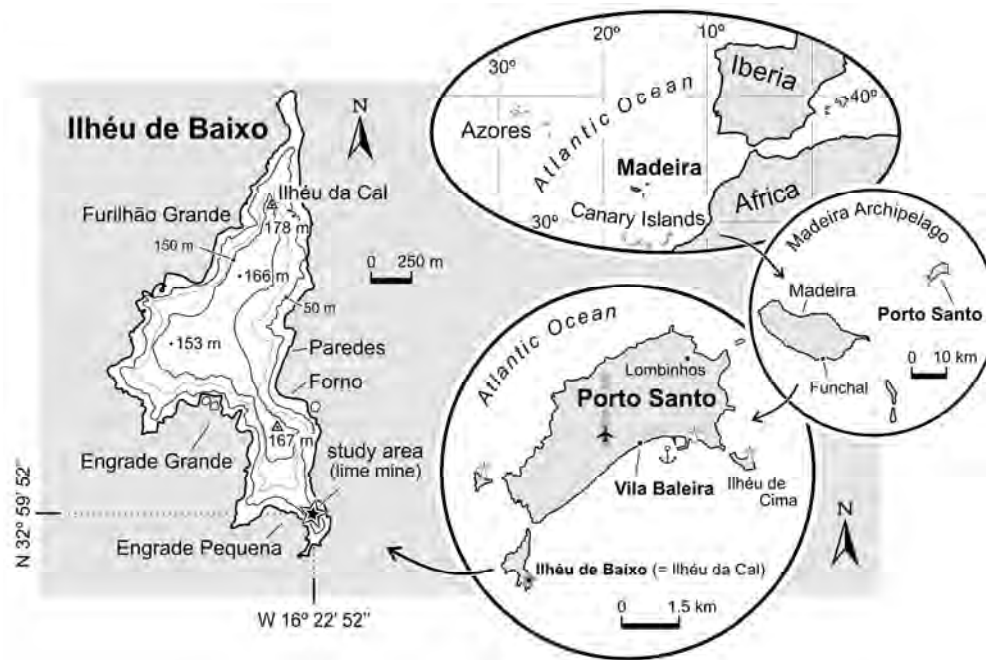 Ilhéu de Baixo
N
Ilhéu da Cal
Furilhão Grande
178 m
150 m
166 m
0 250 m
50 m
153 m
Paredes
Forno
167 m
study area
(lime mine)
Engrade Grande
Engrade Pequena
N 32º 59' 52"
W 16º 22' 52"
30º
20º
10º
Iberia
40º
Azores
Atlantic Ocean
Madeira
Africa
30º
Canary Islands
Madeira Archipelago
Madeira
Porto Santo
0 10 km
Funchal
Atlantic Ocean
Lombinhos
Porto Santo
Vila Baleira
Ilhéu de
Cima
N
Ilhéu de Baixo (= Ilhéu da Cal)
0 1.5 km